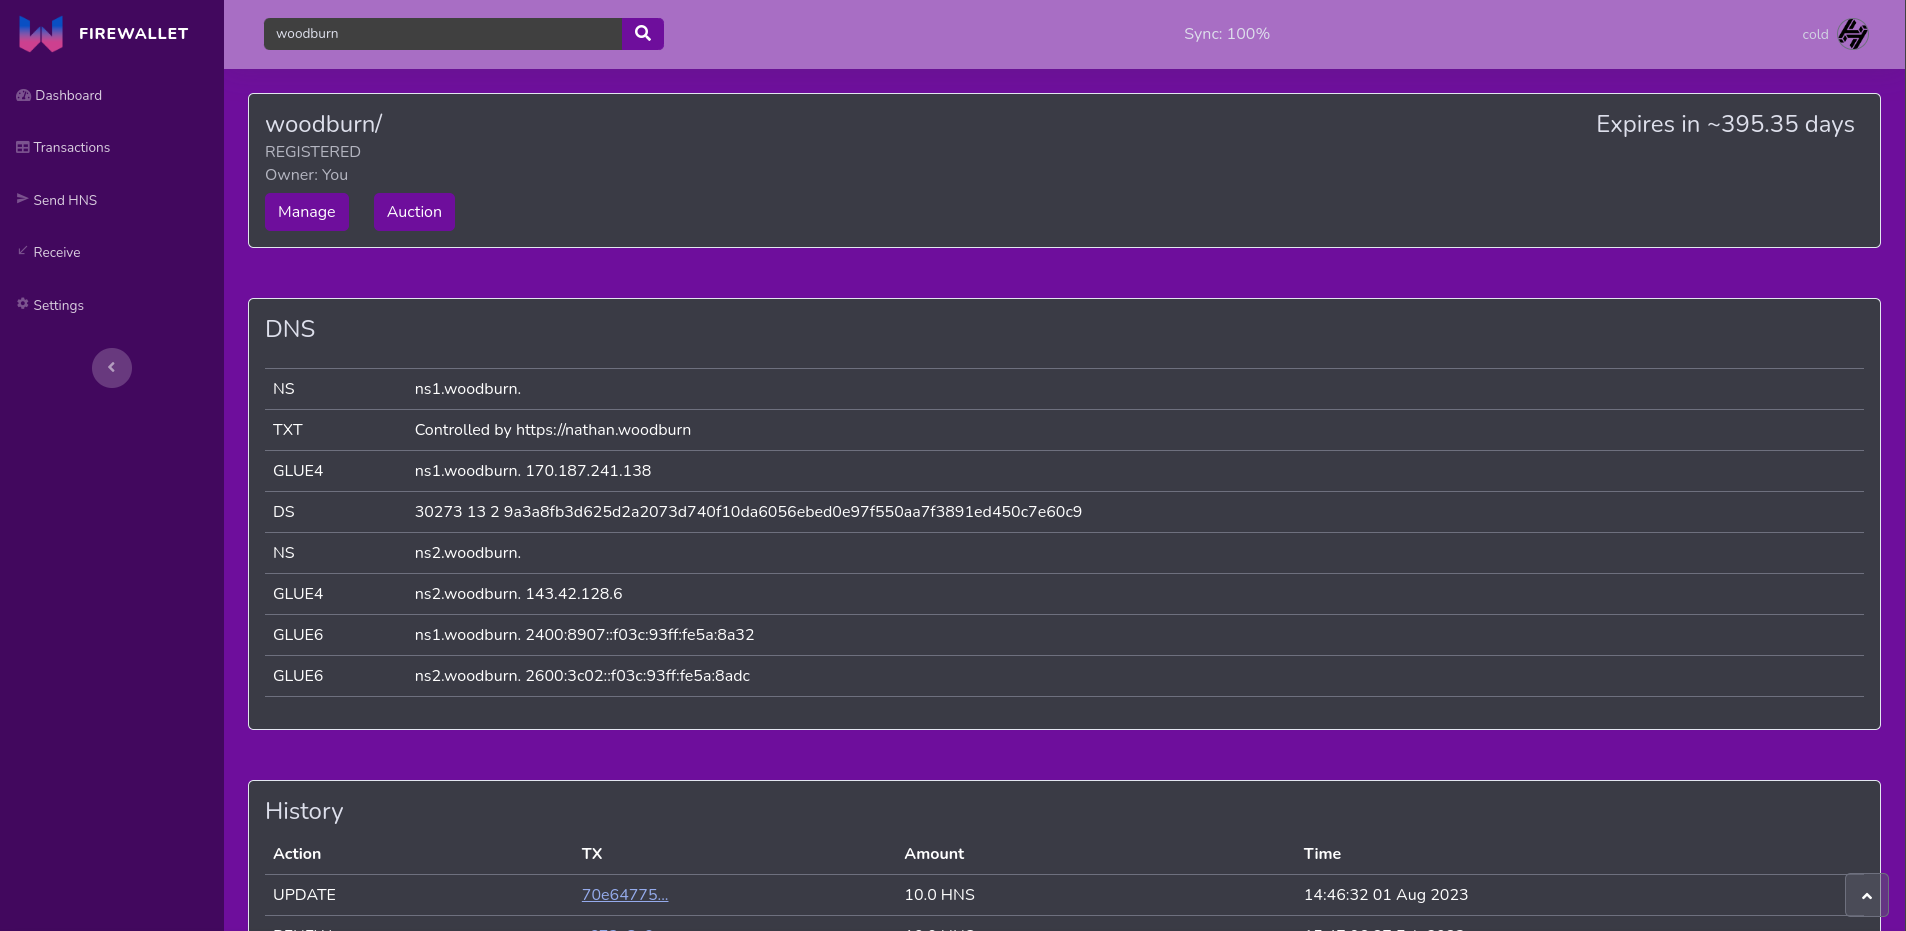 FIREWALLET
woodburn
Sync: 100%
cold
Dashboard
Transactions
Send HNS
Receive
Settings
woodburn/
Expires in ~395.35 days
REGISTERED
Owner: You
Manage Auction
DNS
NS ns1.woodburn.
TXT Controlled by https://nathan.woodburn
GLUE4 ns1.woodburn. 170.187.241.138
DS 30273 13 2 9a3a8fb3d625d2a2073d740f10da6056ebed0e97f550aa7f3891ed450c7e60c9
NS ns2.woodburn.
GLUE4 ns2.woodburn. 143.42.128.6
GLUE6 ns1.woodburn. 2400:8907::f03c:93ff:fe5a:8a32
GLUE6 ns2.woodburn. 2600:3c02::f03c:93ff:fe5a:8adc
History
Action TX Amount Time
UPDATE 70e64775... 10.0 HNS 14:46:32 01 Aug 2023